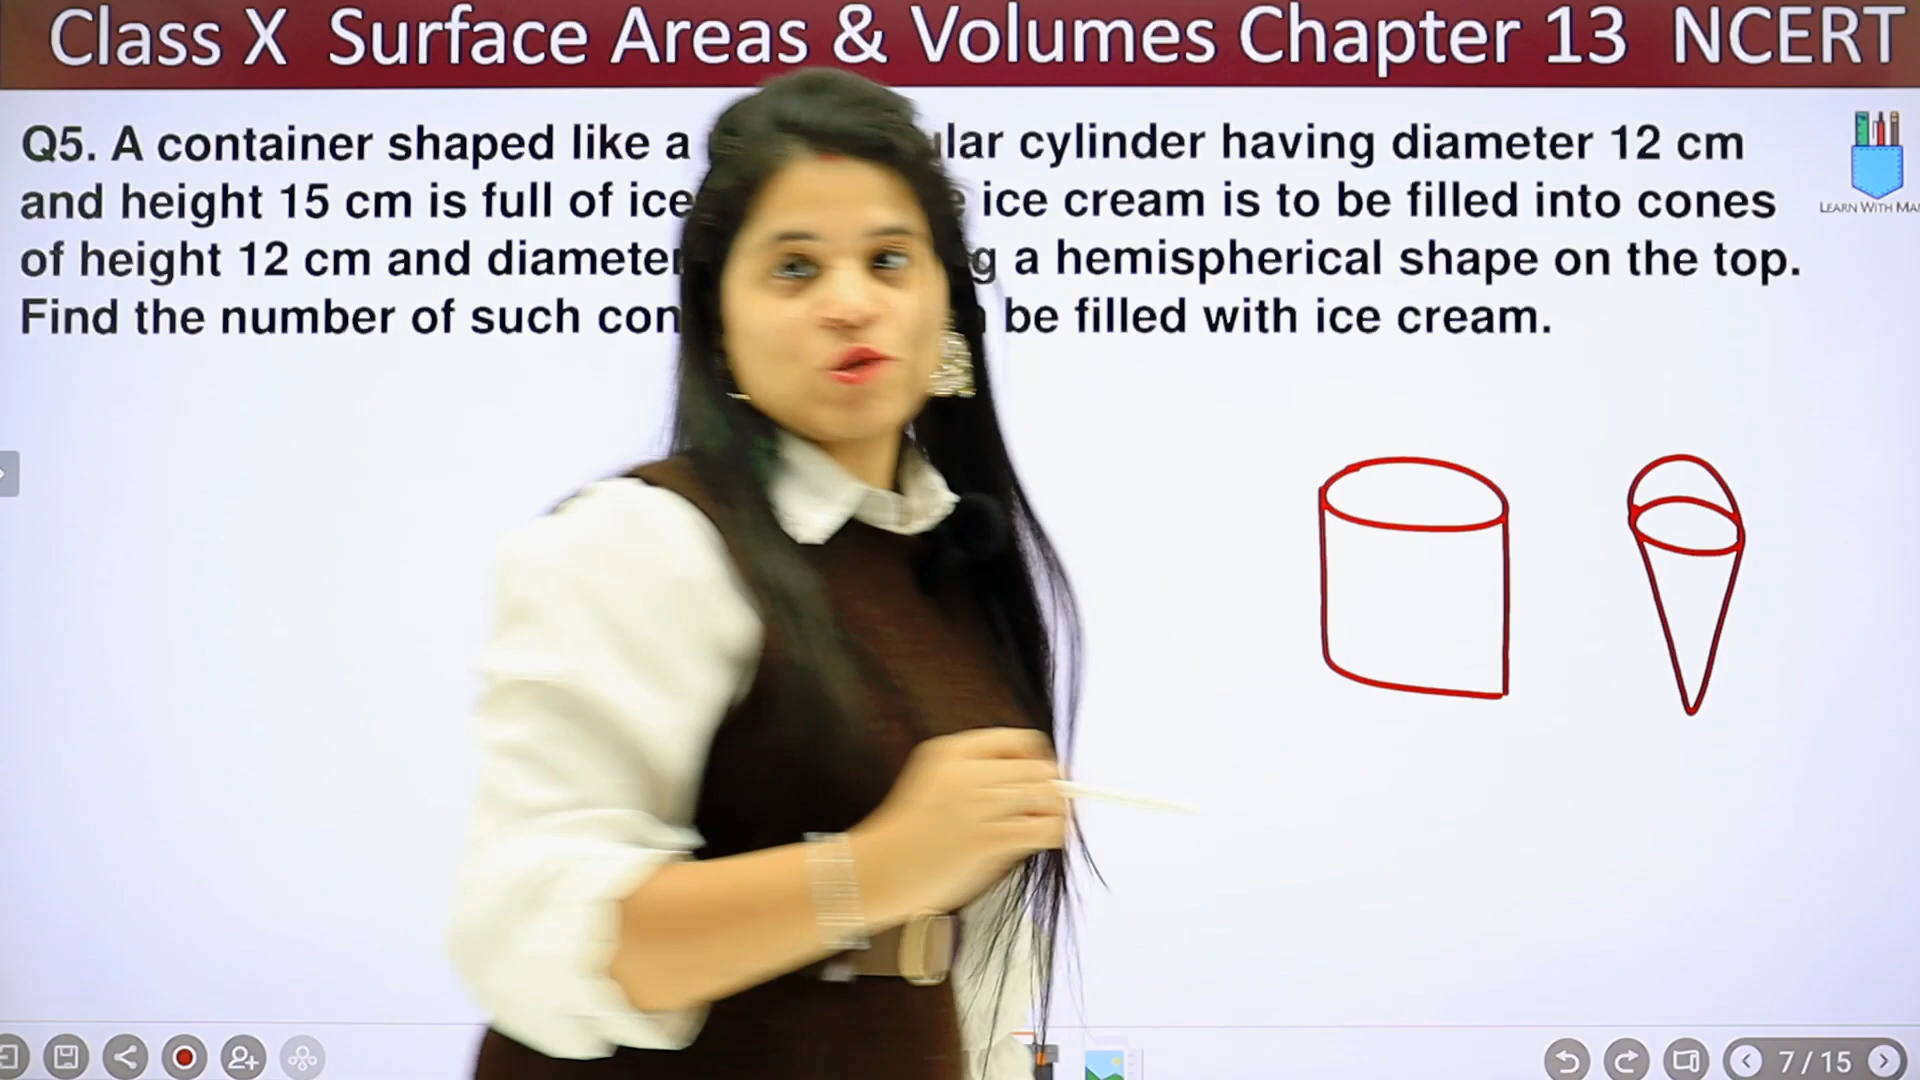 Class X Surface Areas & Volumes Chapter 13 NCERT
Q5. A container shaped like a lar cylinder having diameter 12 cm
and height 15 cm is full of ice ice cream is to be filled into cones
of height 12 cm and diameter g a hemispherical shape on the top.
Find the number of such con be filled with ice cream.
LEARN WITH MA
7 / 15